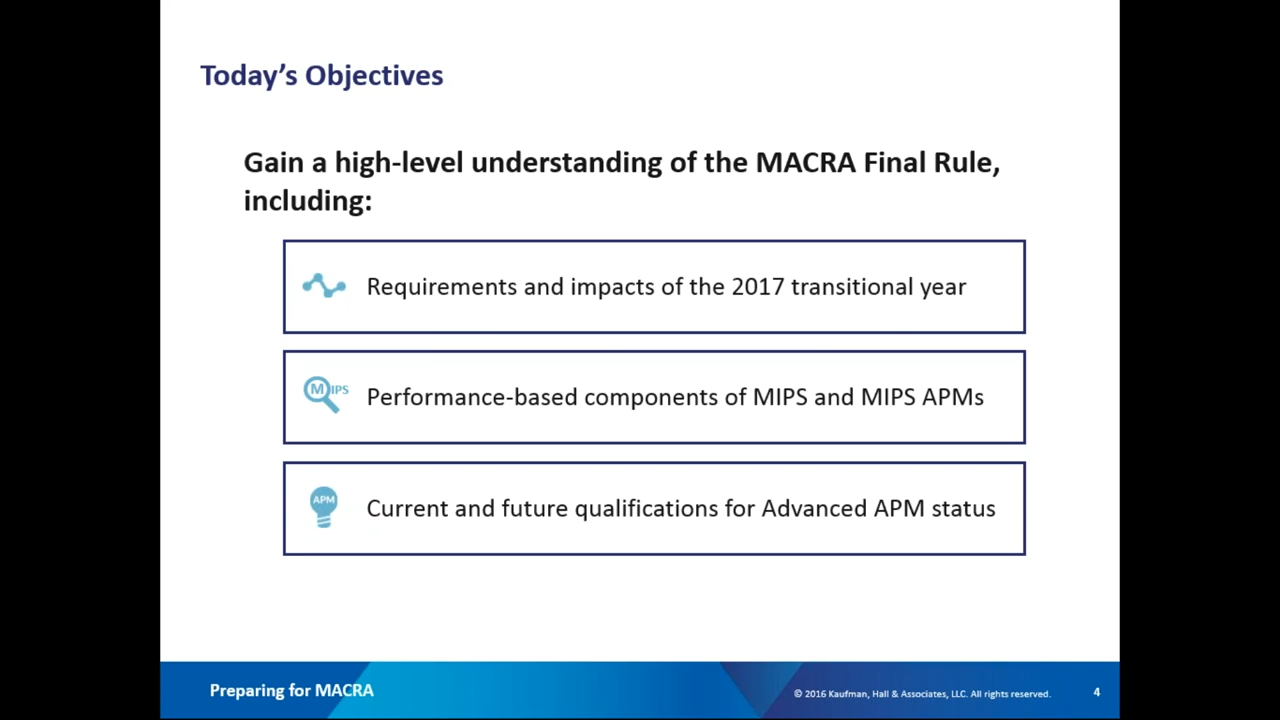 Today's Objectives
Gain a high-level understanding of the MACRA Final Rule,
including:
Requirements and impacts of the 2017 transitional year
MIPS
Performance-based components of MIPS and MIPS APMs
APM
Current and future qualifications for Advanced APM status
Preparing for MACRA
© 2016 Kaufman, Hall & Associates, LLC. All rights reserved.
4